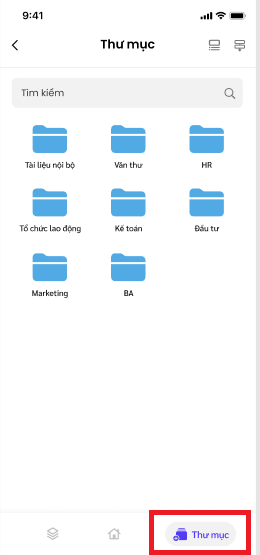 9:41
Thư mục
Tìm kiếm
Tài liệu nội bộ
Văn thư
HR
Tổ chức lao động
Kế toán
Đầu tư
Marketing
BA
Thư mục